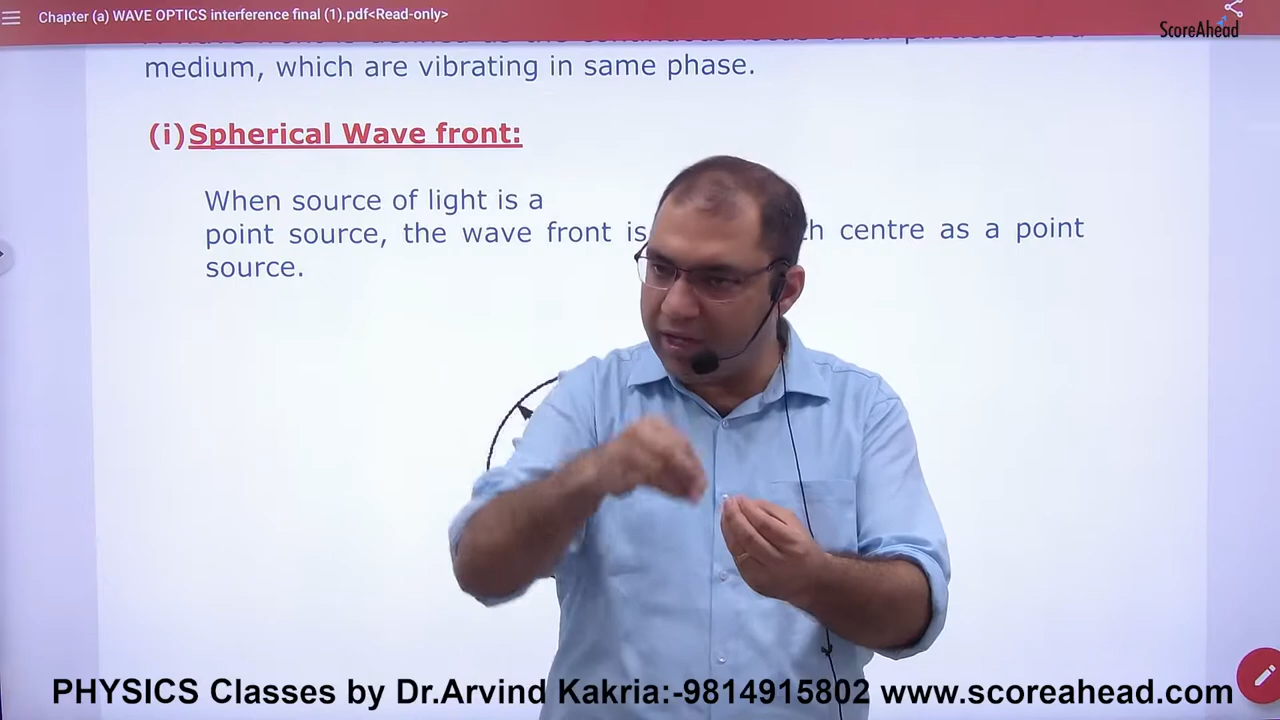 Chapter (a) WAVE OPTICS interference final (1).pdf<Read-only>
ScoreAhead
medium, which are vibrating in same phase.
(i) Spherical Wave front:
When source of light is a
point source, the wave front is centre as a point
source.
PHYSICS Classes by Dr.Arvind Kakria:-9814915802 www.scoreahead.com